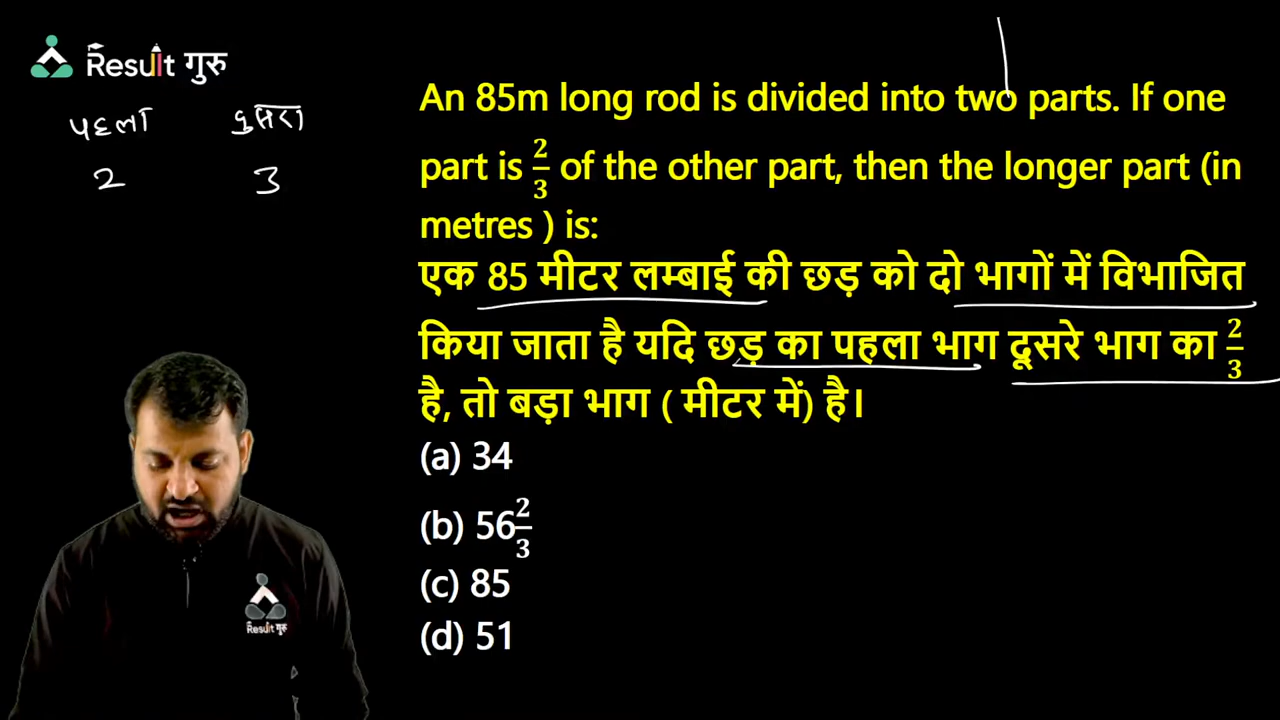 Result गुरु
पहला दुसरा
2 3
An 85m long rod is divided into two parts. If one
part is 2/3 of the other part, then the longer part (in
metres ) is:
एक 85 मीटर लम्बाई की छड़ को दो भागों में विभाजित
किया जाता है यदि छड़ का पहला भाग दूसरे भाग का 2/3
है, तो बड़ा भाग ( मीटर में) है।
(a) 34
(b) 56 2/3
(c) 85
(d) 51
Result गुरु